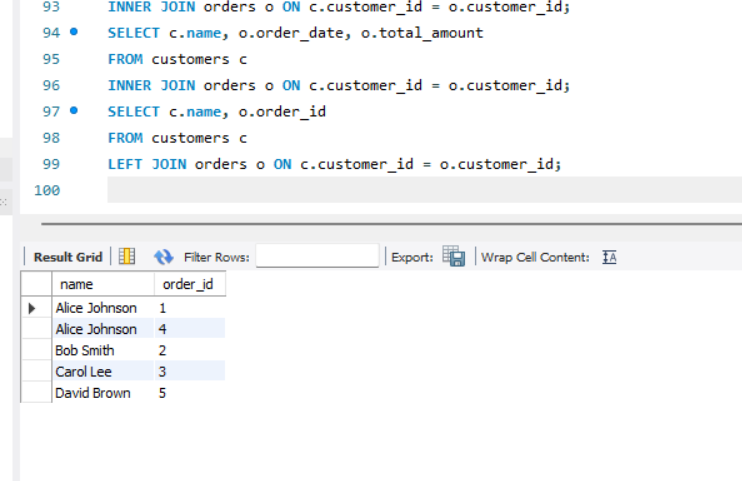 93 INNER JOIN orders o ON c.customer_id = o.customer_id;
94 SELECT c.name, o.order_date, o.total_amount
95 FROM customers c
96 INNER JOIN orders o ON c.customer_id = o.customer_id;
97 SELECT c.name, o.order_id
98 FROM customers c
99 LEFT JOIN orders o ON c.customer_id = o.customer_id;
100
Result Grid Filter Rows: Export: Wrap Cell Content: IA
name order_id
Alice Johnson 1
Alice Johnson 4
Bob Smith 2
Carol Lee 3
David Brown 5